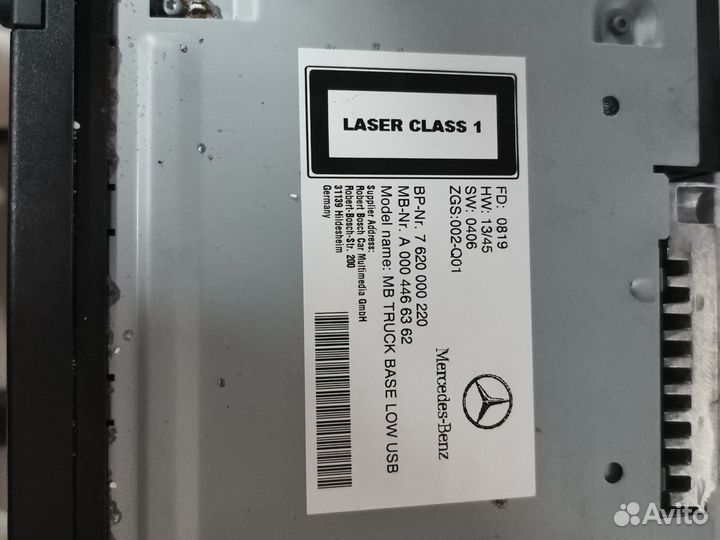 LASER CLASS 1
FD: 0819
HW: 13/45
SW: 0406
ZGS:002-Q01
BP-Nr. 7 620 000 220
MB-Nr. A 000 446 63 62
Model name: MB TRUCK BASE LOW USB
Supplier Address:
Robert Bosch Car Multimedia GmbH
Robert-Bosch-Str. 200
31139 Hildesheim
Germany
Mercedes-Benz
Avito